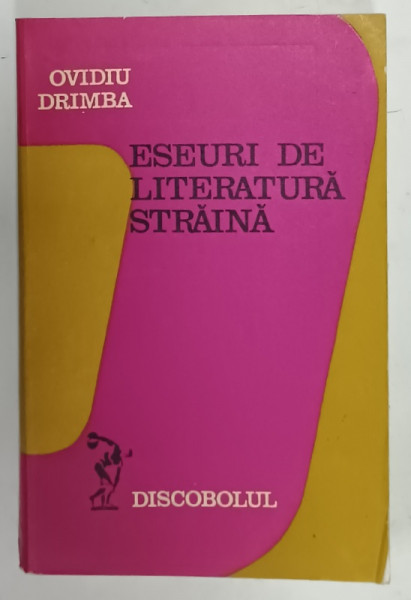 OVIDIU
DRIMBA
ESEURI DE
LITERATURĂ
STRĂINĂ
DISCOBOLUL